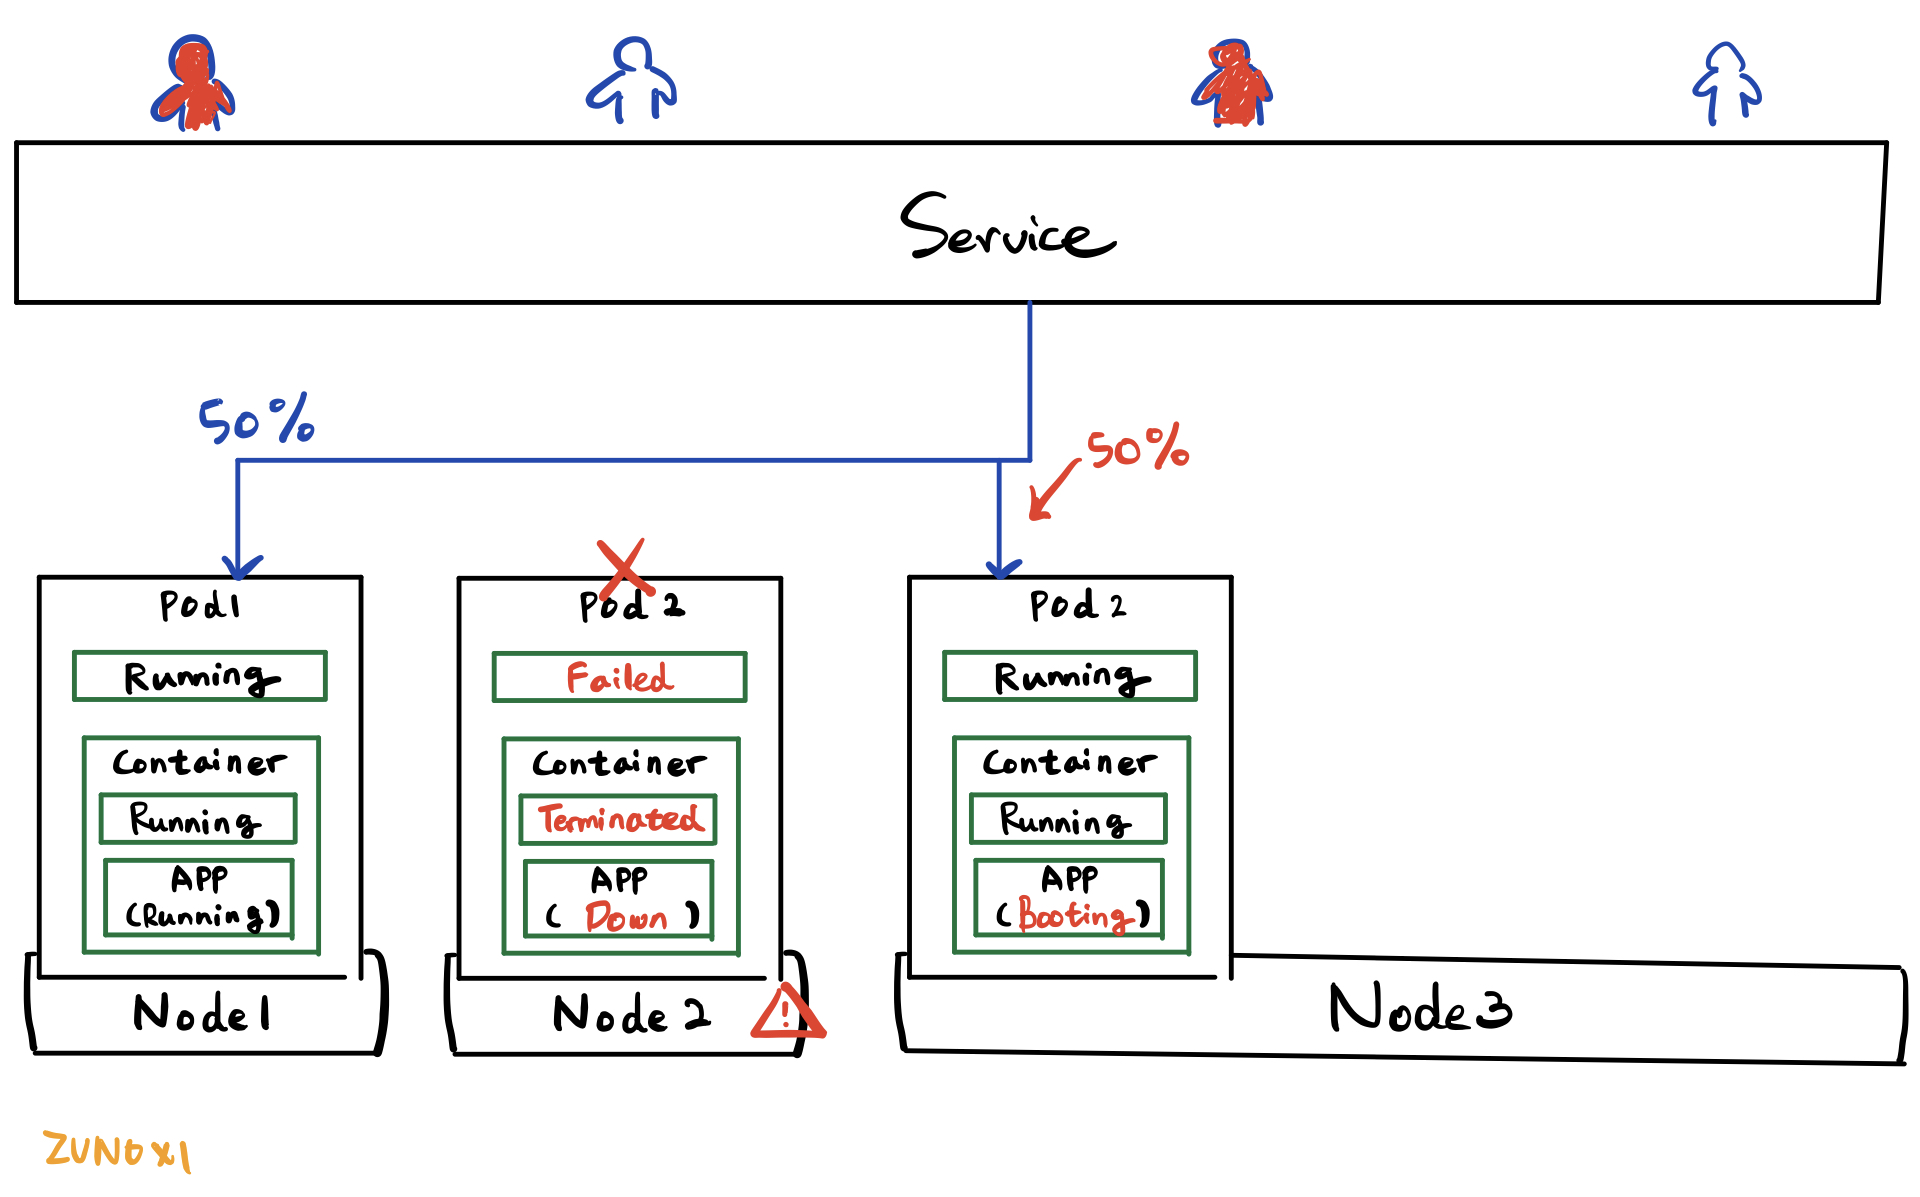 Service
50%
50%
Pod1
Running
Container
Running
APP
(Running)
Node1
Pod 2
Failed
Container
Terminated
APP
( Down )
Node 2
!
Pod 2
Running
Container
Running
APP
(Booting)
Node3
ZUNOXI